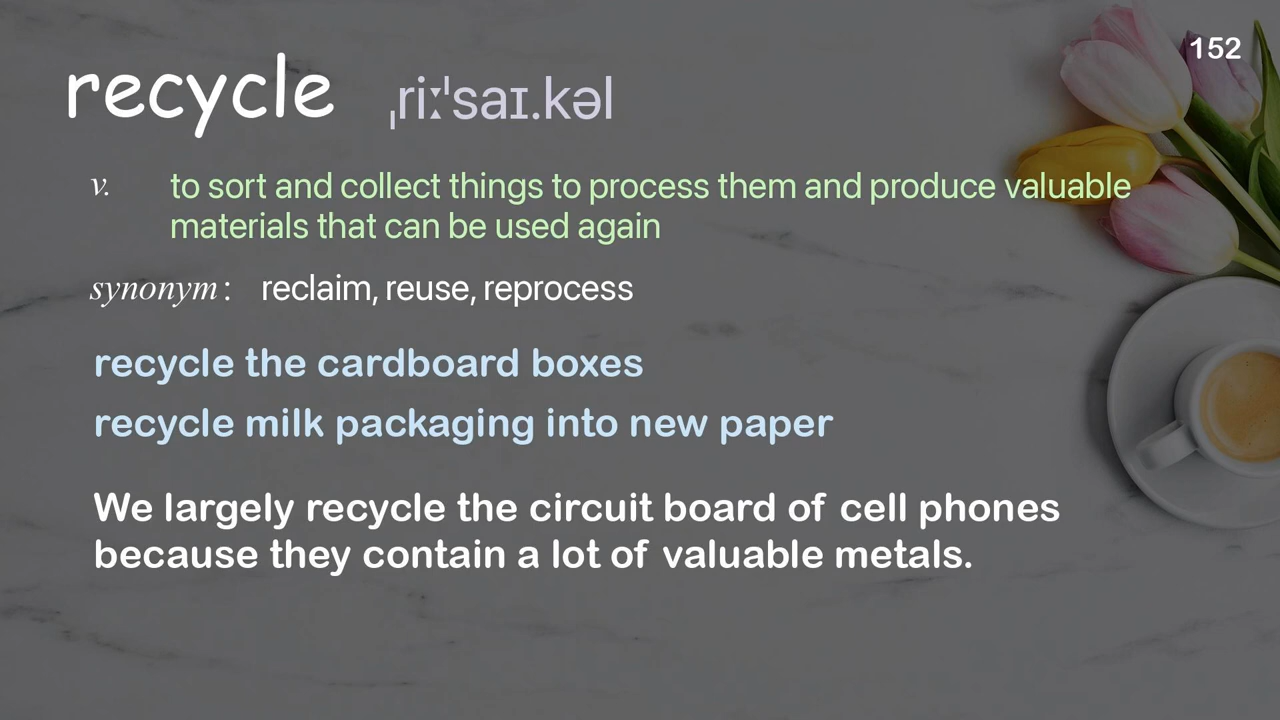 152
recycle ˌriːˈsaɪ.kəl
v. to sort and collect things to process them and produce valuable
materials that can be used again
synonym : reclaim, reuse, reprocess
recycle the cardboard boxes
recycle milk packaging into new paper
We largely recycle the circuit board of cell phones
because they contain a lot of valuable metals.